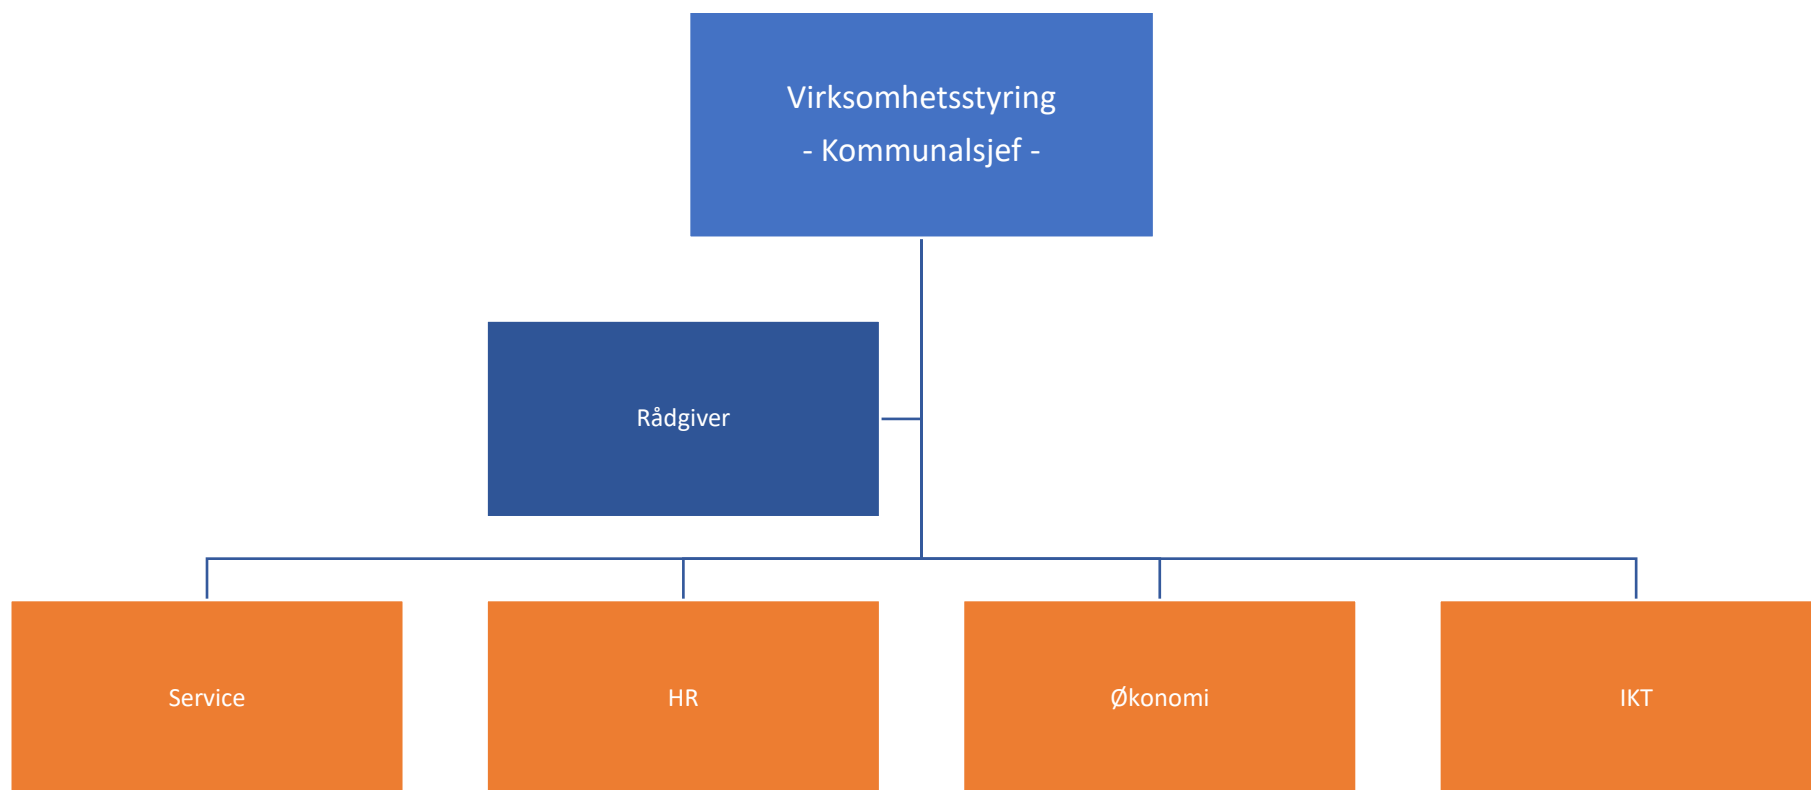 Virksomhetsstyring
- Kommunalsjef -
Rådgiver
Service
HR
Økonomi
IKT